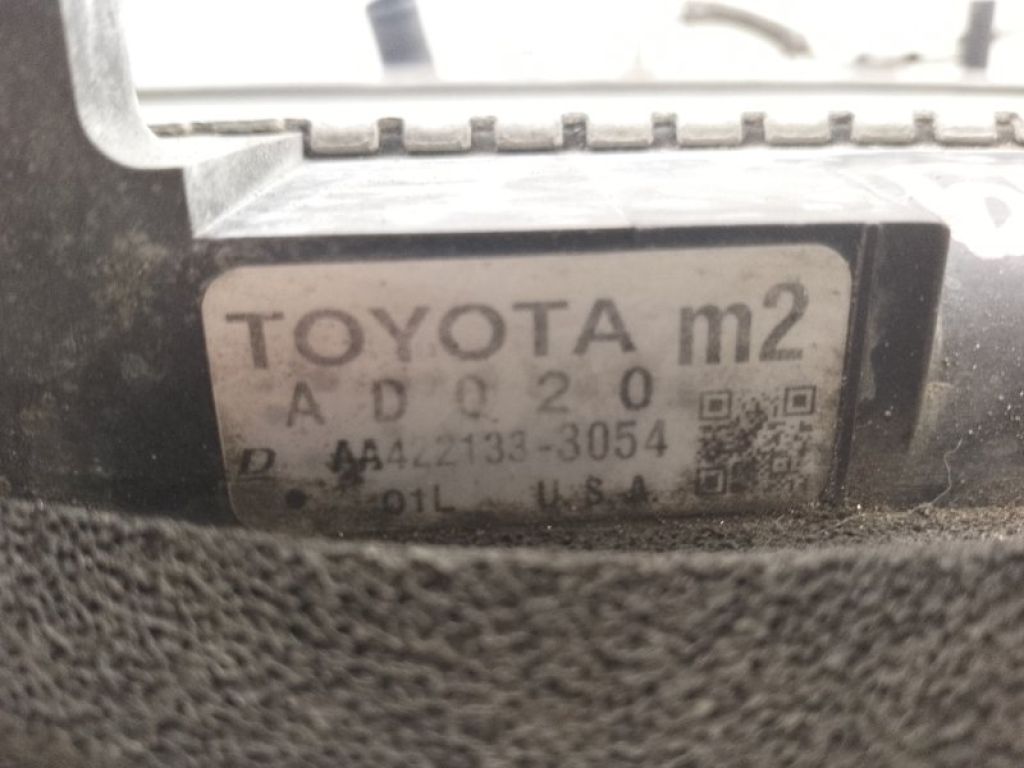 TOYOTA m2
AD020
D AA422133-3054
01L U.S.A.